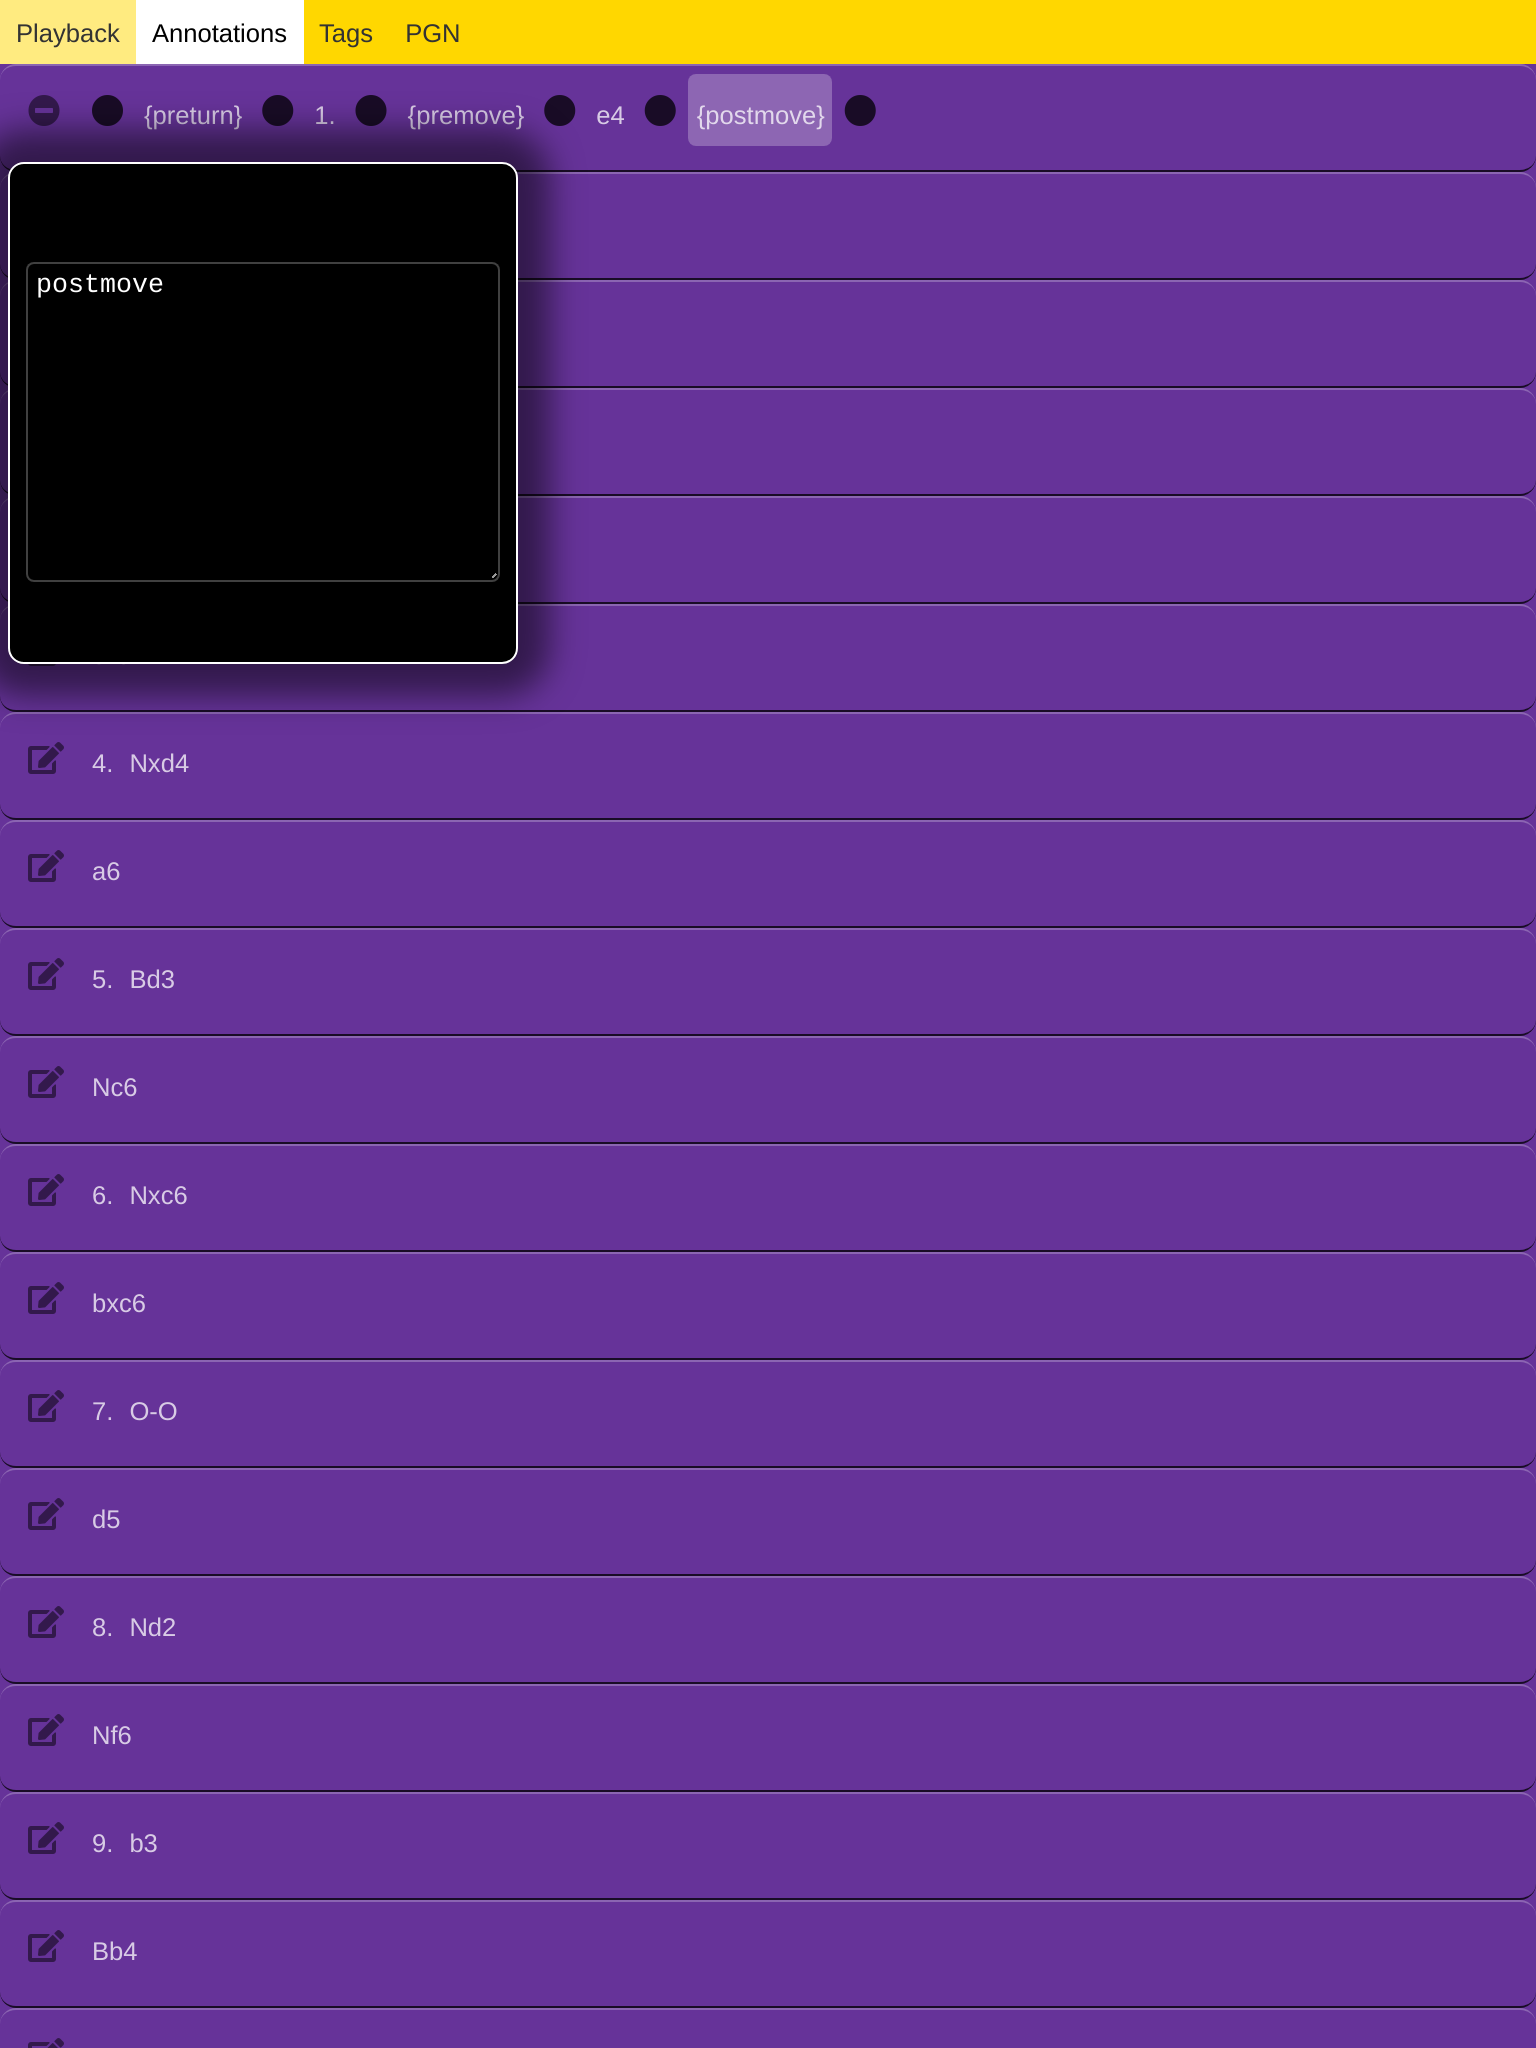 Playback Annotations Tags PGN
{preturn} 1. {premove} e4 {postmove}
postmove
4. Nxd4
a6
5. Bd3
Nc6
6. Nxc6
bxc6
7. O-O
d5
8. Nd2
Nf6
9. b3
Bb4